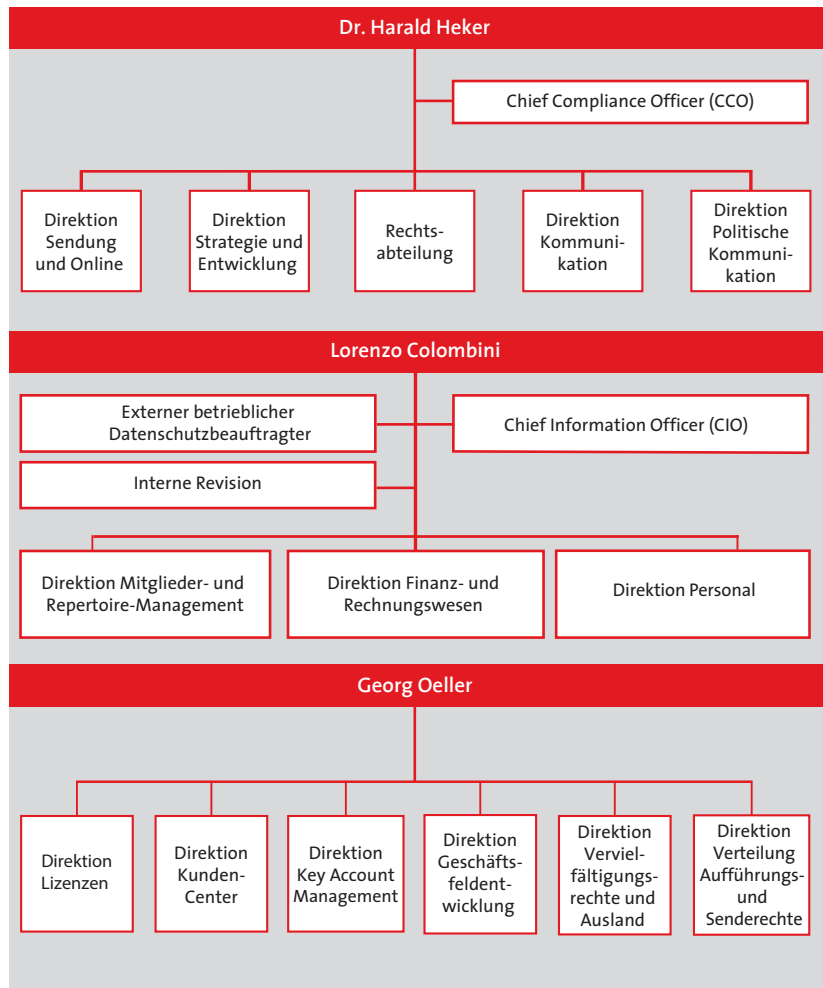 Dr. Harald Heker
Chief Compliance Officer (CCO)
Direktion
Sendung
und Online
Direktion
Strategie und
Entwicklung
Rechts-
abteilung
Direktion
Kommuni-
kation
Direktion
Politische
Kommuni-
kation
Lorenzo Colombini
Externer betrieblicher
Datenschutzbeauftragter
Chief Information Officer (CIO)
Interne Revision
Direktion Mitglieder- und
Repertoire-Management
Direktion Finanz- und
Rechnungswesen
Direktion Personal
Georg Oeller
Direktion
Lizenzen
Direktion
Kunden-
Center
Direktion
Key Account
Management
Direktion
Geschäfts-
feldent-
wicklung
Direktion
Verviel-
fältigungs-
rechte und
Ausland
Direktion
Verteilung
Aufführungs-
und
Senderechte